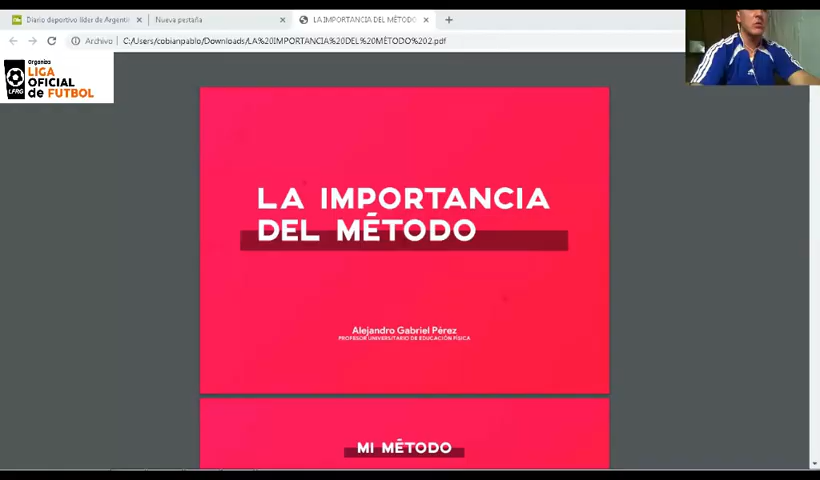 Diario deportivo líder de Argentin
Nueva pestaña
LA IMPORTANCIA DEL MÉTODO
Archivo
C:/Users/cobianpablo/Downloads/LA%20IMPORTANCIA%20DEL%20MÉTODO%202.pdf
Organiza
LIGA
OFICIAL
de FUTBOL
LFRG
LA IMPORTANCIA
DEL MÉTODO
Alejandro Gabriel Pérez
PROFESOR UNIVERSITARIO DE EDUCACIÓN FÍSICA
MI MÉTODO